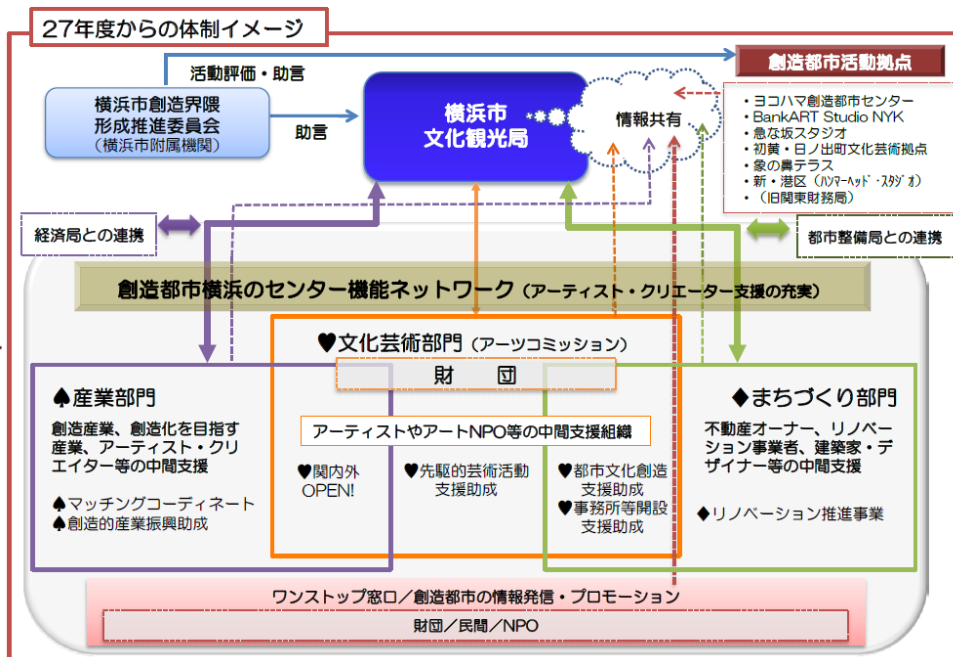 27年度からの体制イメージ
活動評価・助言
創造都市活動拠点
横浜市創造界隈
形成推進委員会
（横浜市附属機関）
助言
横浜市
文化観光局
情報共有
・ヨコハマ創造都市センター
・BankART Studio NYK
・急な坂スタジオ
・初黄・日ノ出町文化芸術拠点
・象の鼻テラス
・新・港区（ﾊﾝﾏｰﾍｯﾄﾞ・ｽﾀｼﾞｵ）
・（旧関東財務局）
経済局との連携
都市整備局との連携
創造都市横浜のセンター機能ネットワーク（アーティスト・クリエーター支援の充実）
♥文化芸術部門（アーツコミッション）
財　団
♠産業部門
創造産業、創造化を目指す
産業、アーティスト・クリ
エイター等の中間支援
♠マッチングコーディネート
♠創造的産業振興助成
アーティストやアートNPO等の中間支援組織
♥関内外
OPEN!
♥先駆的芸術活動
支援助成
♥都市文化創造
支援助成
♥事務所等開設
支援助成
◆まちづくり部門
不動産オーナー、リノベ
ーション事業者、建築家・デ
ザイナー等の中間支援
◆リノベーション推進事業
ワンストップ窓口／創造都市の情報発信・プロモーション
財団／民間／NPO